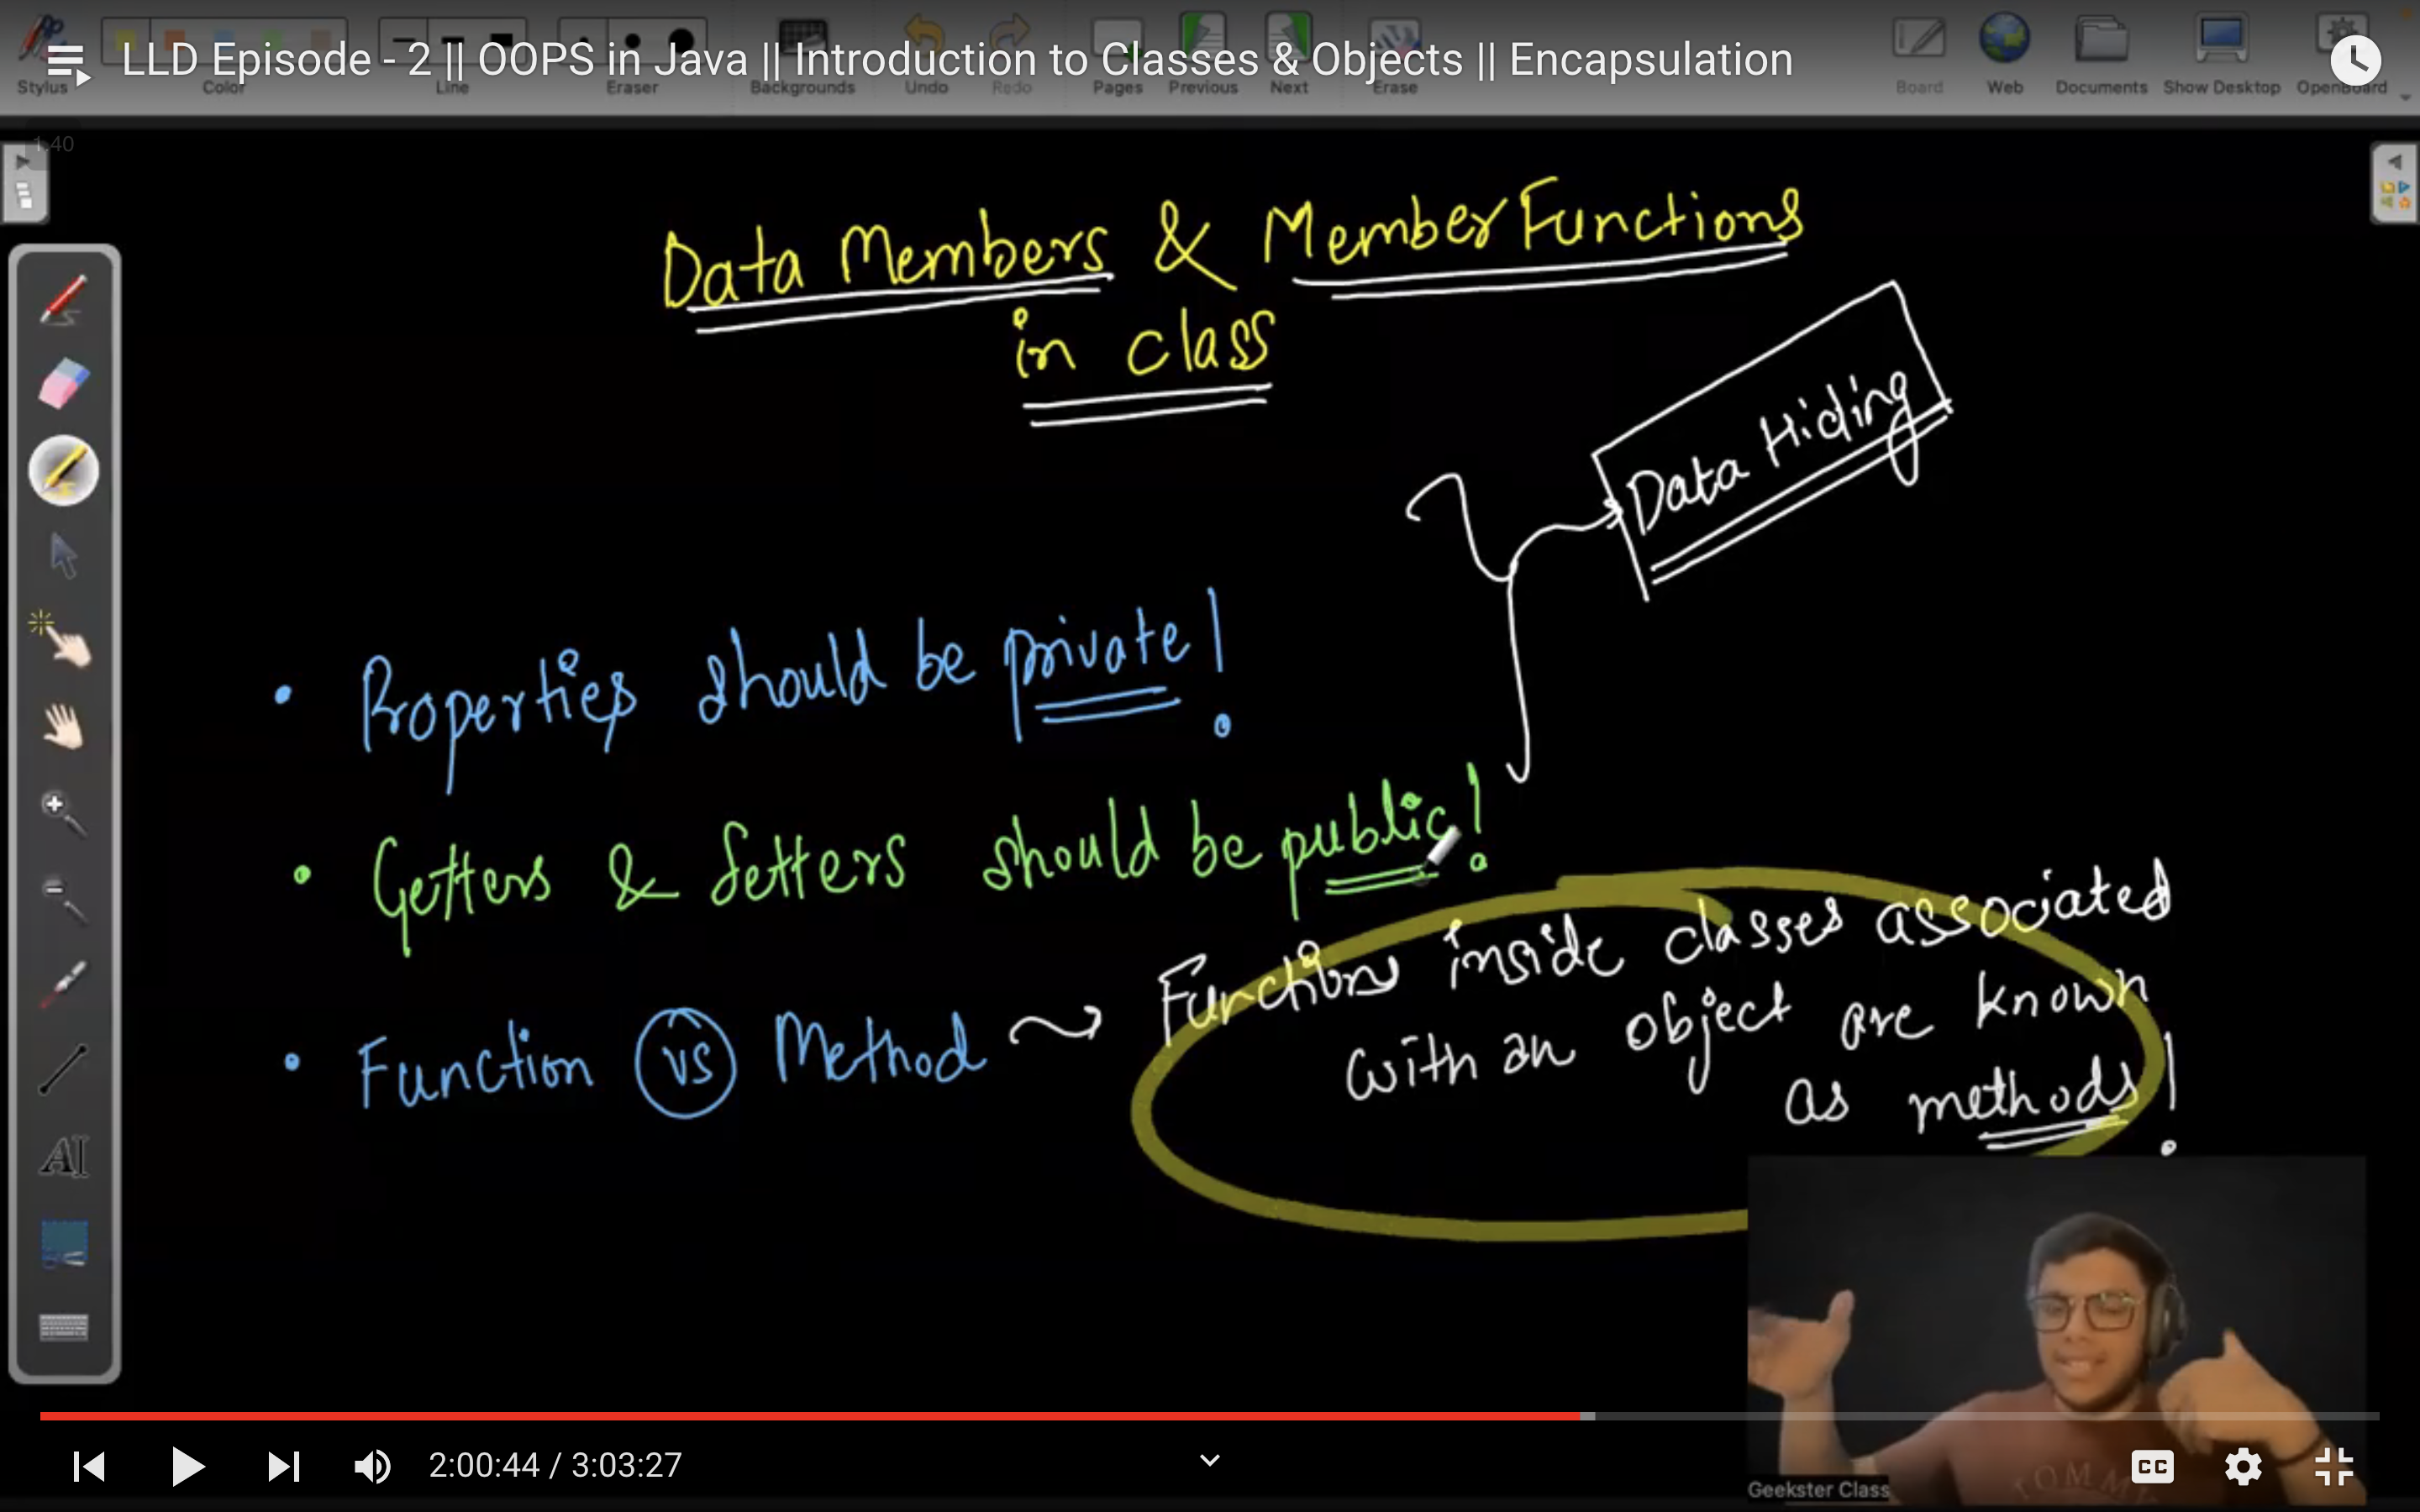 LLD Episode - 2 || OOPS in Java || Introduction to Classes & Objects || Encapsulation
Stylus Color Line Eraser Backgrounds Undo Redo Pages Previous Next Erase Board Web Documents Show Desktop OpenBoard
1.40
Data Members & Member Functions
in class
Data Hiding
• Properties should be private!
• Getters & Setters should be public!
• Function vs Method
Functions inside classes associated
with an object are known
as methods!
AI
TOMMY
2:00:44 / 3:03:27
CC
Geekster Class